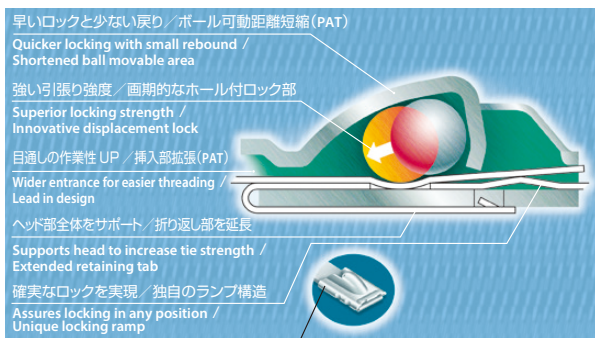 早いロックと少ない戻り／ボール可動距離短縮（PAT）
Quicker locking with small rebound /
Shortened ball movable area
強い引張り強度／画期的なホール付ロック部
Superior locking strength /
Innovative displacement lock
目通しの作業性 UP／挿入部拡張（PAT）
Wider entrance for easier threading /
Lead in design
ヘッド部全体をサポート／折り返し部を延長
Supports head to increase tie strength /
Extended retaining tab
確実なロックを実現／独自のランプ構造
Assures locking in any position /
Unique locking ramp